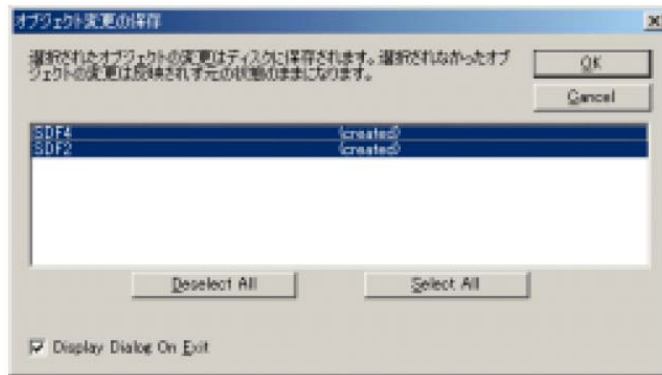 オブジェクト変更の保存
選択されたオブジェクトの変更はディスクに保存されます。選択されなかったオブ
ジェクトの変更は反映されず元の状態のままになります。
OK
Cancel
SDF4 (created)
SDF2 (created)
Deselect All
Select All
Display Dialog On Exit